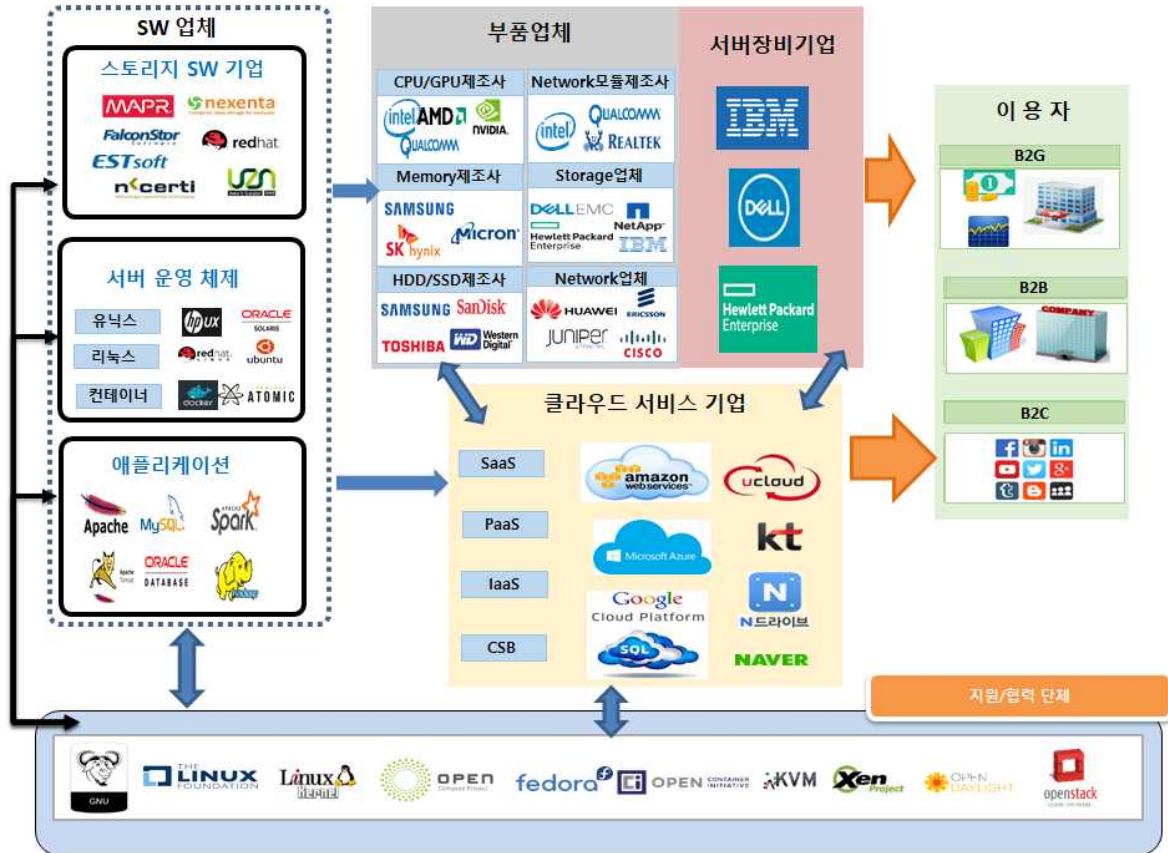 SW 업체
스토리지 SW 기업
MAPR
nexenta
FalconStor
Software
redhat
ESTsoft
n<certi
서버 운영 체제
유닉스
hp ux
ORACLE
SOLARIS
리눅스
redhat
LINUX
ubuntu
컨테이너
docker
ATOMIC
애플리케이션
Apache
MySQL
Spark
Apache
Tomcat
ORACLE
DATABASE
hadoop
부품업체
CPU/GPU제조사
intel
AMD
NVIDIA
QUALCOMM
Network모듈제조사
intel
QUALCOMM
REALTEK
Memory제조사
SAMSUNG
SK hynix
Micron
Storage업체
DELL EMC
NetApp
Hewlett Packard
Enterprise
IBM
HDD/SSD제조사
SAMSUNG
SanDisk
TOSHIBA
WD Western
Digital
Network업체
HUAWEI
ERICSSON
JUNIPER
NETWORKS
CISCO
서버장비기업
IBM
DELL
Hewlett Packard
Enterprise
클라우드 서비스 기업
SaaS
PaaS
IaaS
CSB
amazon
web services
ucloud
Microsoft Azure
kt
Google
Cloud Platform
N
N드라이브
SQL
NAVER
이 용 자
B2G
B2B
COMPANY
B2C
지원/협력 단체
GNU
THE
LINUX
FOUNDATION
Linux
Kernel
OPEN
Compute Project
fedora
OPEN CONTAINER
INITIATIVE
KVM
Xen
Project
OPEN
DAYLIGHT
openstack